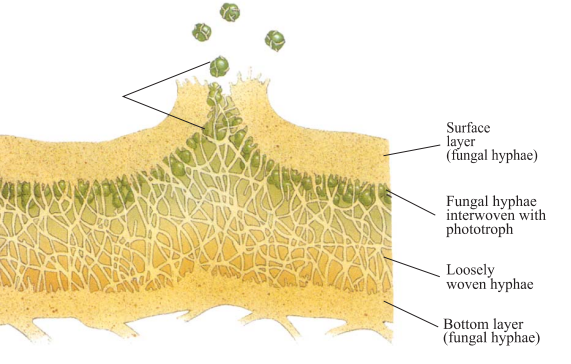 Surface
layer
(fungal hyphae)
Fungal hyphae
interwoven with
phototroph
Loosely
woven hyphae
Bottom layer
(fungal hyphae)